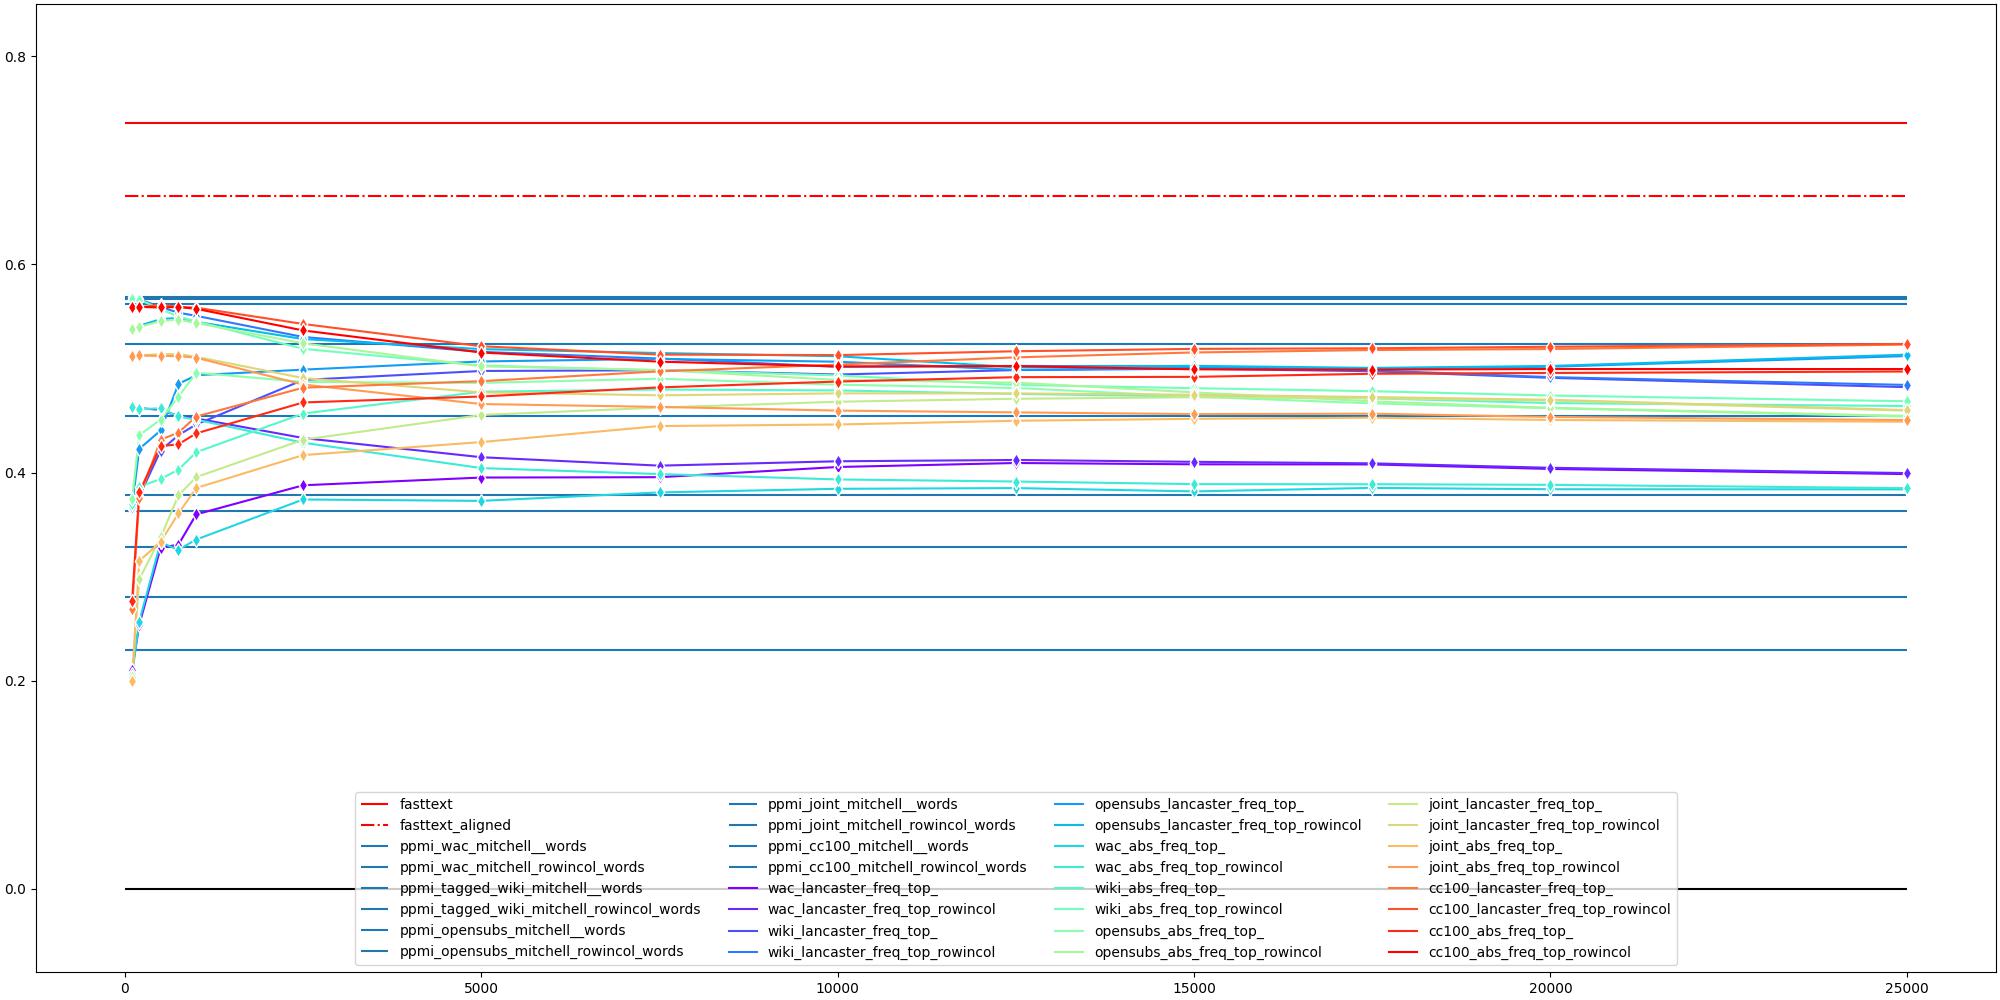 0.8
0.6
0.4
0.2
0.0
fasttext
fasttext_aligned
ppmi_wac_mitchell__words
ppmi_wac_mitchell_rowincol_words
ppmi_tagged_wiki_mitchell__words
ppmi_tagged_wiki_mitchell_rowincol_words
ppmi_opensubs_mitchell__words
ppmi_opensubs_mitchell_rowincol_words
ppmi_joint_mitchell__words
ppmi_joint_mitchell_rowincol_words
ppmi_cc100_mitchell__words
ppmi_cc100_mitchell_rowincol_words
wac_lancaster_freq_top_
wac_lancaster_freq_top_rowincol
wiki_lancaster_freq_top_
wiki_lancaster_freq_top_rowincol
opensubs_lancaster_freq_top_
opensubs_lancaster_freq_top_rowincol
wac_abs_freq_top_
wac_abs_freq_top_rowincol
wiki_abs_freq_top_
wiki_abs_freq_top_rowincol
opensubs_abs_freq_top_
opensubs_abs_freq_top_rowincol
joint_lancaster_freq_top_
joint_lancaster_freq_top_rowincol
joint_abs_freq_top_
joint_abs_freq_top_rowincol
cc100_lancaster_freq_top_
cc100_lancaster_freq_top_rowincol
cc100_abs_freq_top_
cc100_abs_freq_top_rowincol
0 5000 10000 15000 20000 25000